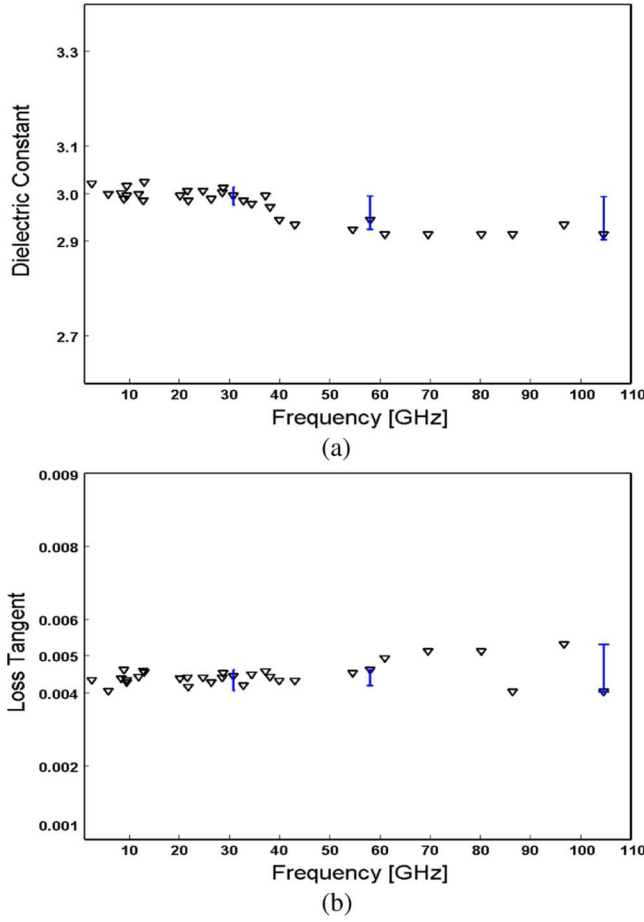 3.3
3.1
3.0
2.9
2.7
Dielectric Constant
10 20 30 40 50 60 70 80 90 100 110
Frequency [GHz]
(a)
0.009
0.008
0.006
0.005
0.004
0.002
0.001
Loss Tangent
10 20 30 40 50 60 70 80 90 100 110
Frequency [GHz]
(b)